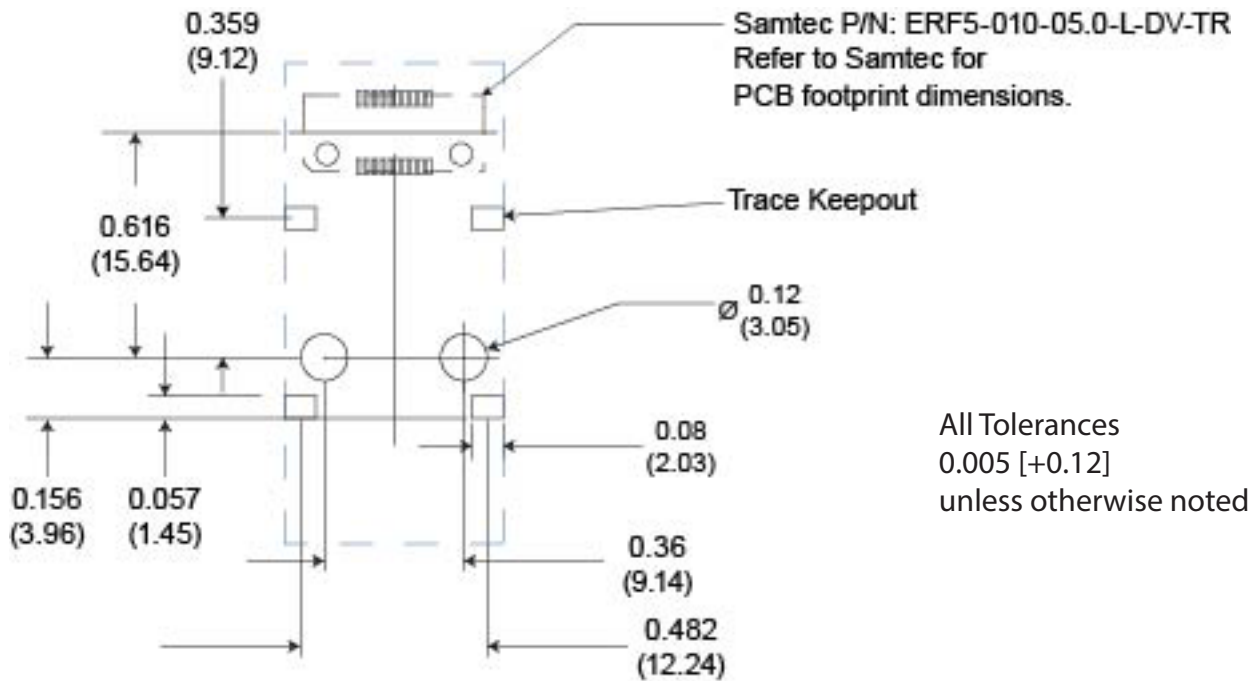 0.359
(9.12)
Samtec P/N: ERF5-010-05.0-L-DV-TR
Refer to Samtec for
PCB footprint dimensions.
Trace Keepout
0.616
(15.64)
Ø 0.12
(3.05)
0.08
(2.03)
All Tolerances
0.005 [+0.12]
unless otherwise noted
0.156
(3.96)
0.057
(1.45)
0.36
(9.14)
0.482
(12.24)